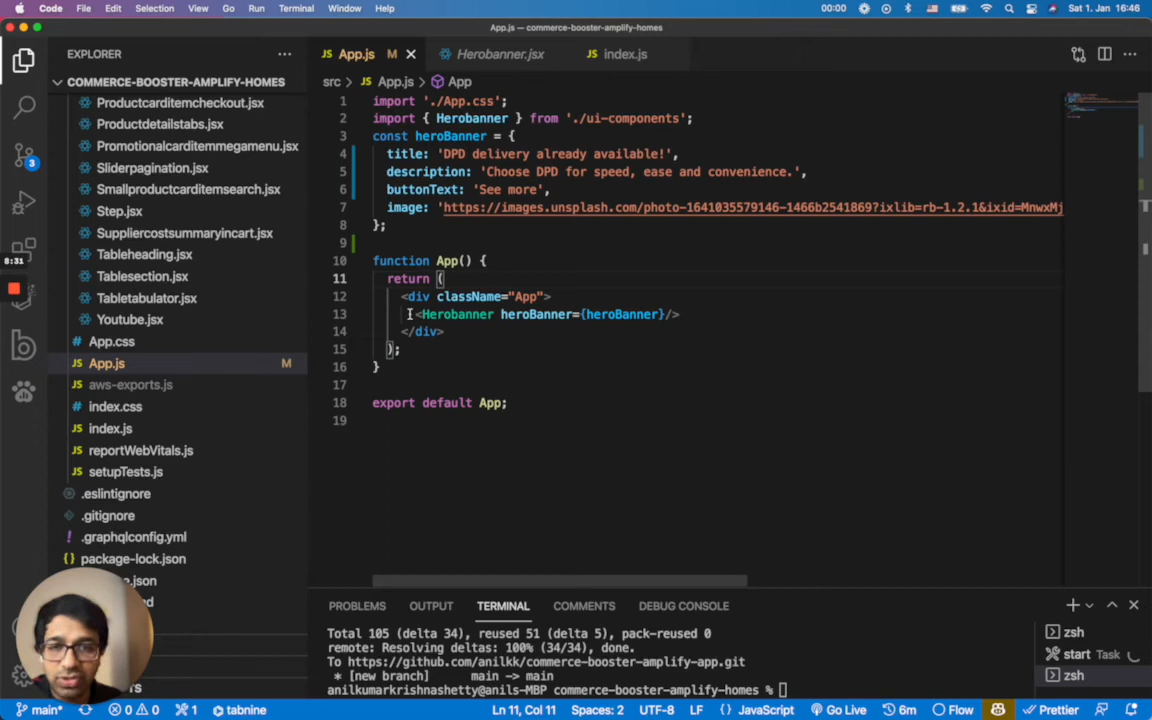 Code File Edit Selection View Go Run Terminal Window Help 00:00 Sat 1. Jan 16:46
App.js — commerce-booster-amplify-homes
EXPLORER
COMMERCE-BOOSTER-AMPLIFY-HOMES
Productcarditemcheckout.jsx
Productdetailstabs.jsx
Promotionalcarditemmegamenu.jsx
Sliderpagination.jsx
Smallproductcarditemsearch.jsx
Step.jsx
Suppliercostsummaryincart.jsx
Tableheading.jsx
Tablesection.jsx
Tabletabulator.jsx
Youtube.jsx
# App.css
JS App.js M
JS aws-exports.js
# index.css
JS index.js
JS reportWebVitals.js
JS setupTests.js
.eslintignore
.gitignore
! .graphqlconfig.yml
{} package-lock.json
3
8:31
JS App.js M
Herobanner.jsx
JS index.js
src > JS App.js > App
1 import './App.css';
2 import { Herobanner } from './ui-components';
3 const heroBanner = {
4 title: 'DPD delivery already available!',
5 description: 'Choose DPD for speed, ease and convenience.',
6 buttonText: 'See more',
7 image: 'https://images.unsplash.com/photo-1641035579146-1466b2541869?ixlib=rb-1.2.1&ixid=MnwxMj
8 };
9
10 function App() {
11 return (
12 <div className="App">
13 <Herobanner heroBanner={heroBanner}/>
14 </div>
15 );
16 }
17
18 export default App;
19
PROBLEMS OUTPUT TERMINAL COMMENTS DEBUG CONSOLE
Total 105 (delta 34), reused 51 (delta 5), pack-reused 0
remote: Resolving deltas: 100% (34/34), done.
To https://github.com/anilkk/commerce-booster-amplify-app.git
* [new branch] main -> main
anilkumarkrishnashetty@anils-MBP commerce-booster-amplify-homes %
zsh
start Task
zsh
main* 0 0 1 tabnine Ln 11, Col 11 Spaces: 2 UTF-8 LF {} JavaScript Go Live 6m Flow Prettier